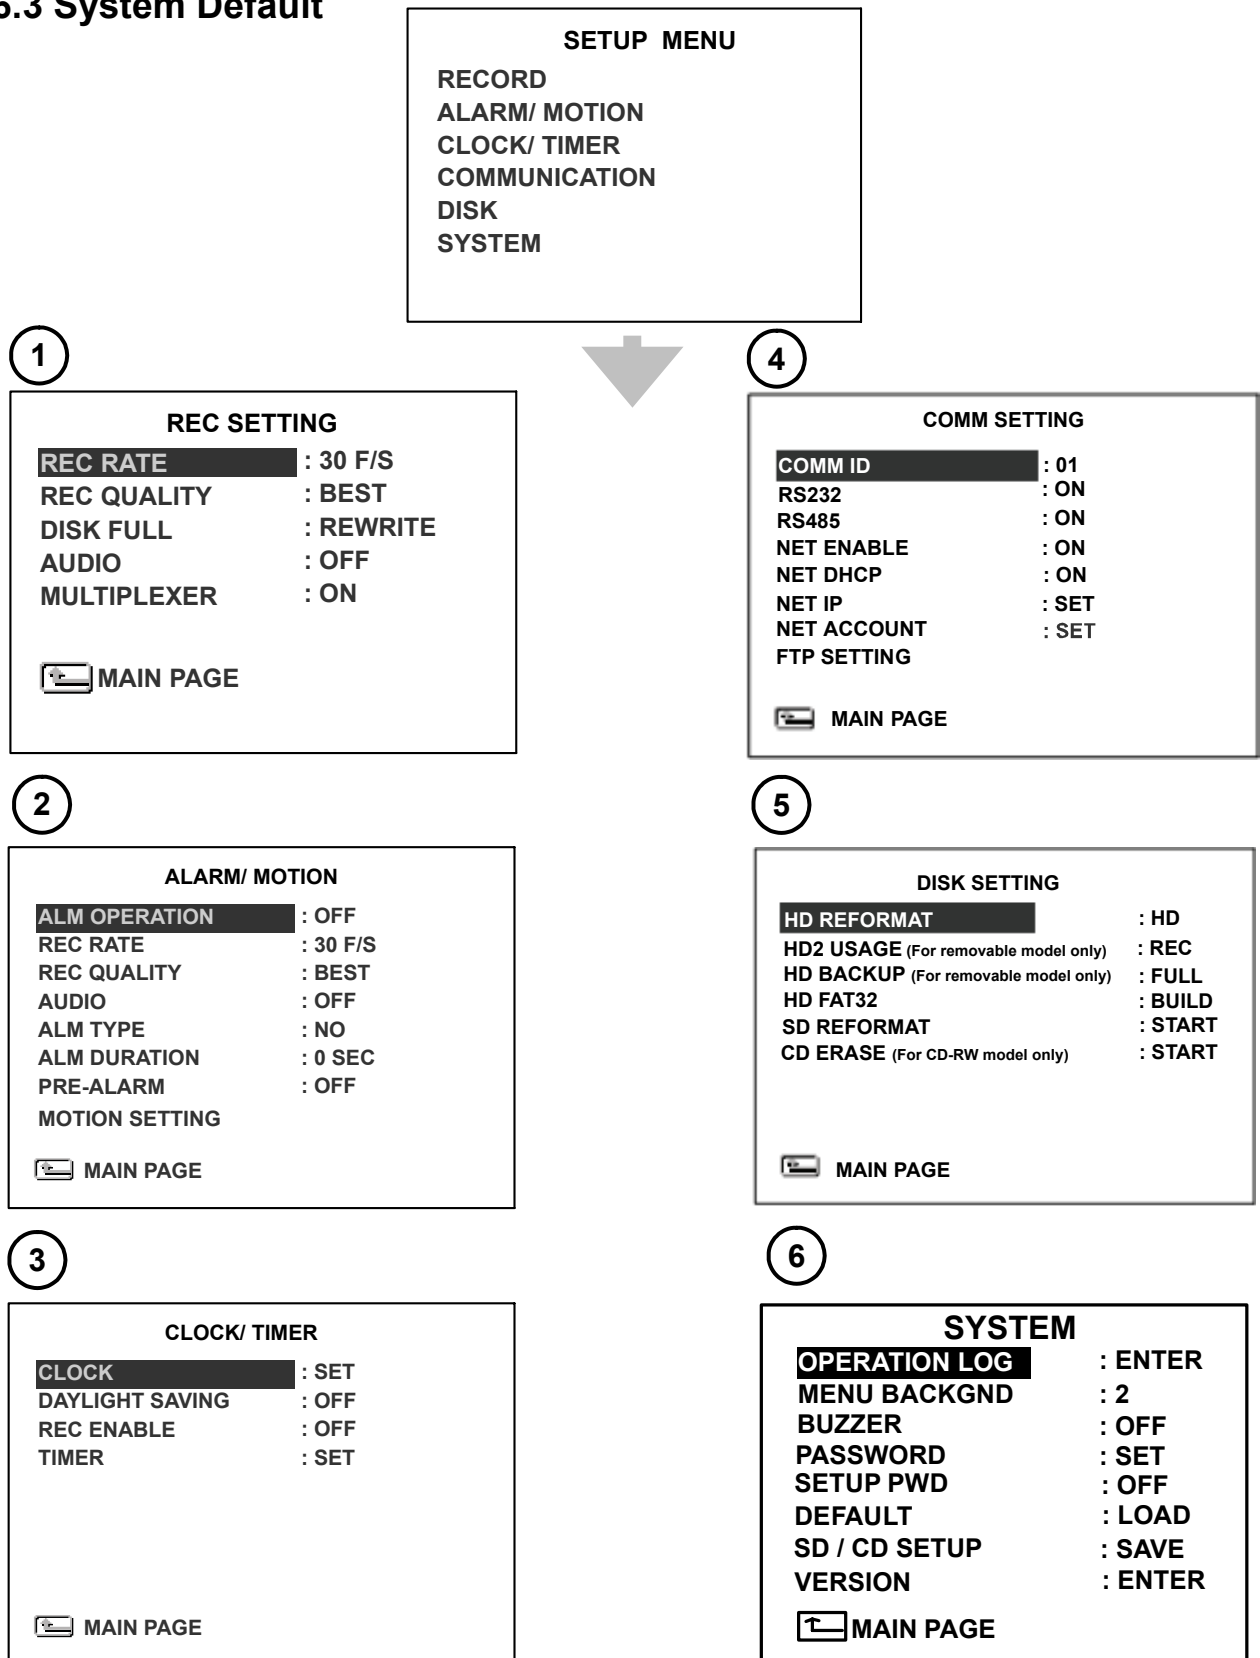 5.3 System Default
SETUP MENU
RECORD
ALARM/ MOTION
CLOCK/ TIMER
COMMUNICATION
DISK
SYSTEM
1
REC SETTING
REC RATE : 30 F/S
REC QUALITY : BEST
DISK FULL : REWRITE
AUDIO : OFF
MULTIPLEXER : ON
MAIN PAGE
2
ALARM/ MOTION
ALM OPERATION : OFF
REC RATE : 30 F/S
REC QUALITY : BEST
AUDIO : OFF
ALM TYPE : NO
ALM DURATION : 0 SEC
PRE-ALARM : OFF
MOTION SETTING
MAIN PAGE
3
CLOCK/ TIMER
CLOCK : SET
DAYLIGHT SAVING : OFF
REC ENABLE : OFF
TIMER : SET
MAIN PAGE
4
COMM SETTING
COMM ID : 01
RS232 : ON
RS485 : ON
NET ENABLE : ON
NET DHCP : ON
NET IP : SET
NET ACCOUNT : SET
FTP SETTING
MAIN PAGE
5
DISK SETTING
HD REFORMAT : HD
HD2 USAGE (For removable model only) : REC
HD BACKUP (For removable model only) : FULL
HD FAT32 : BUILD
SD REFORMAT : START
CD ERASE (For CD-RW model only) : START
MAIN PAGE
6
SYSTEM
OPERATION LOG : ENTER
MENU BACKGND : 2
BUZZER : OFF
PASSWORD : SET
SETUP PWD : OFF
DEFAULT : LOAD
SD / CD SETUP : SAVE
VERSION : ENTER
MAIN PAGE